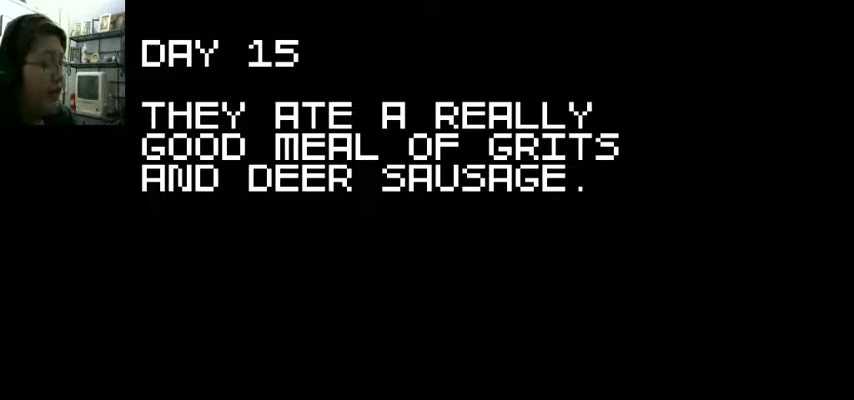 DAY 15
THEY ATE A REALLY
GOOD MEAL OF GRITS
AND DEER SAUSAGE.